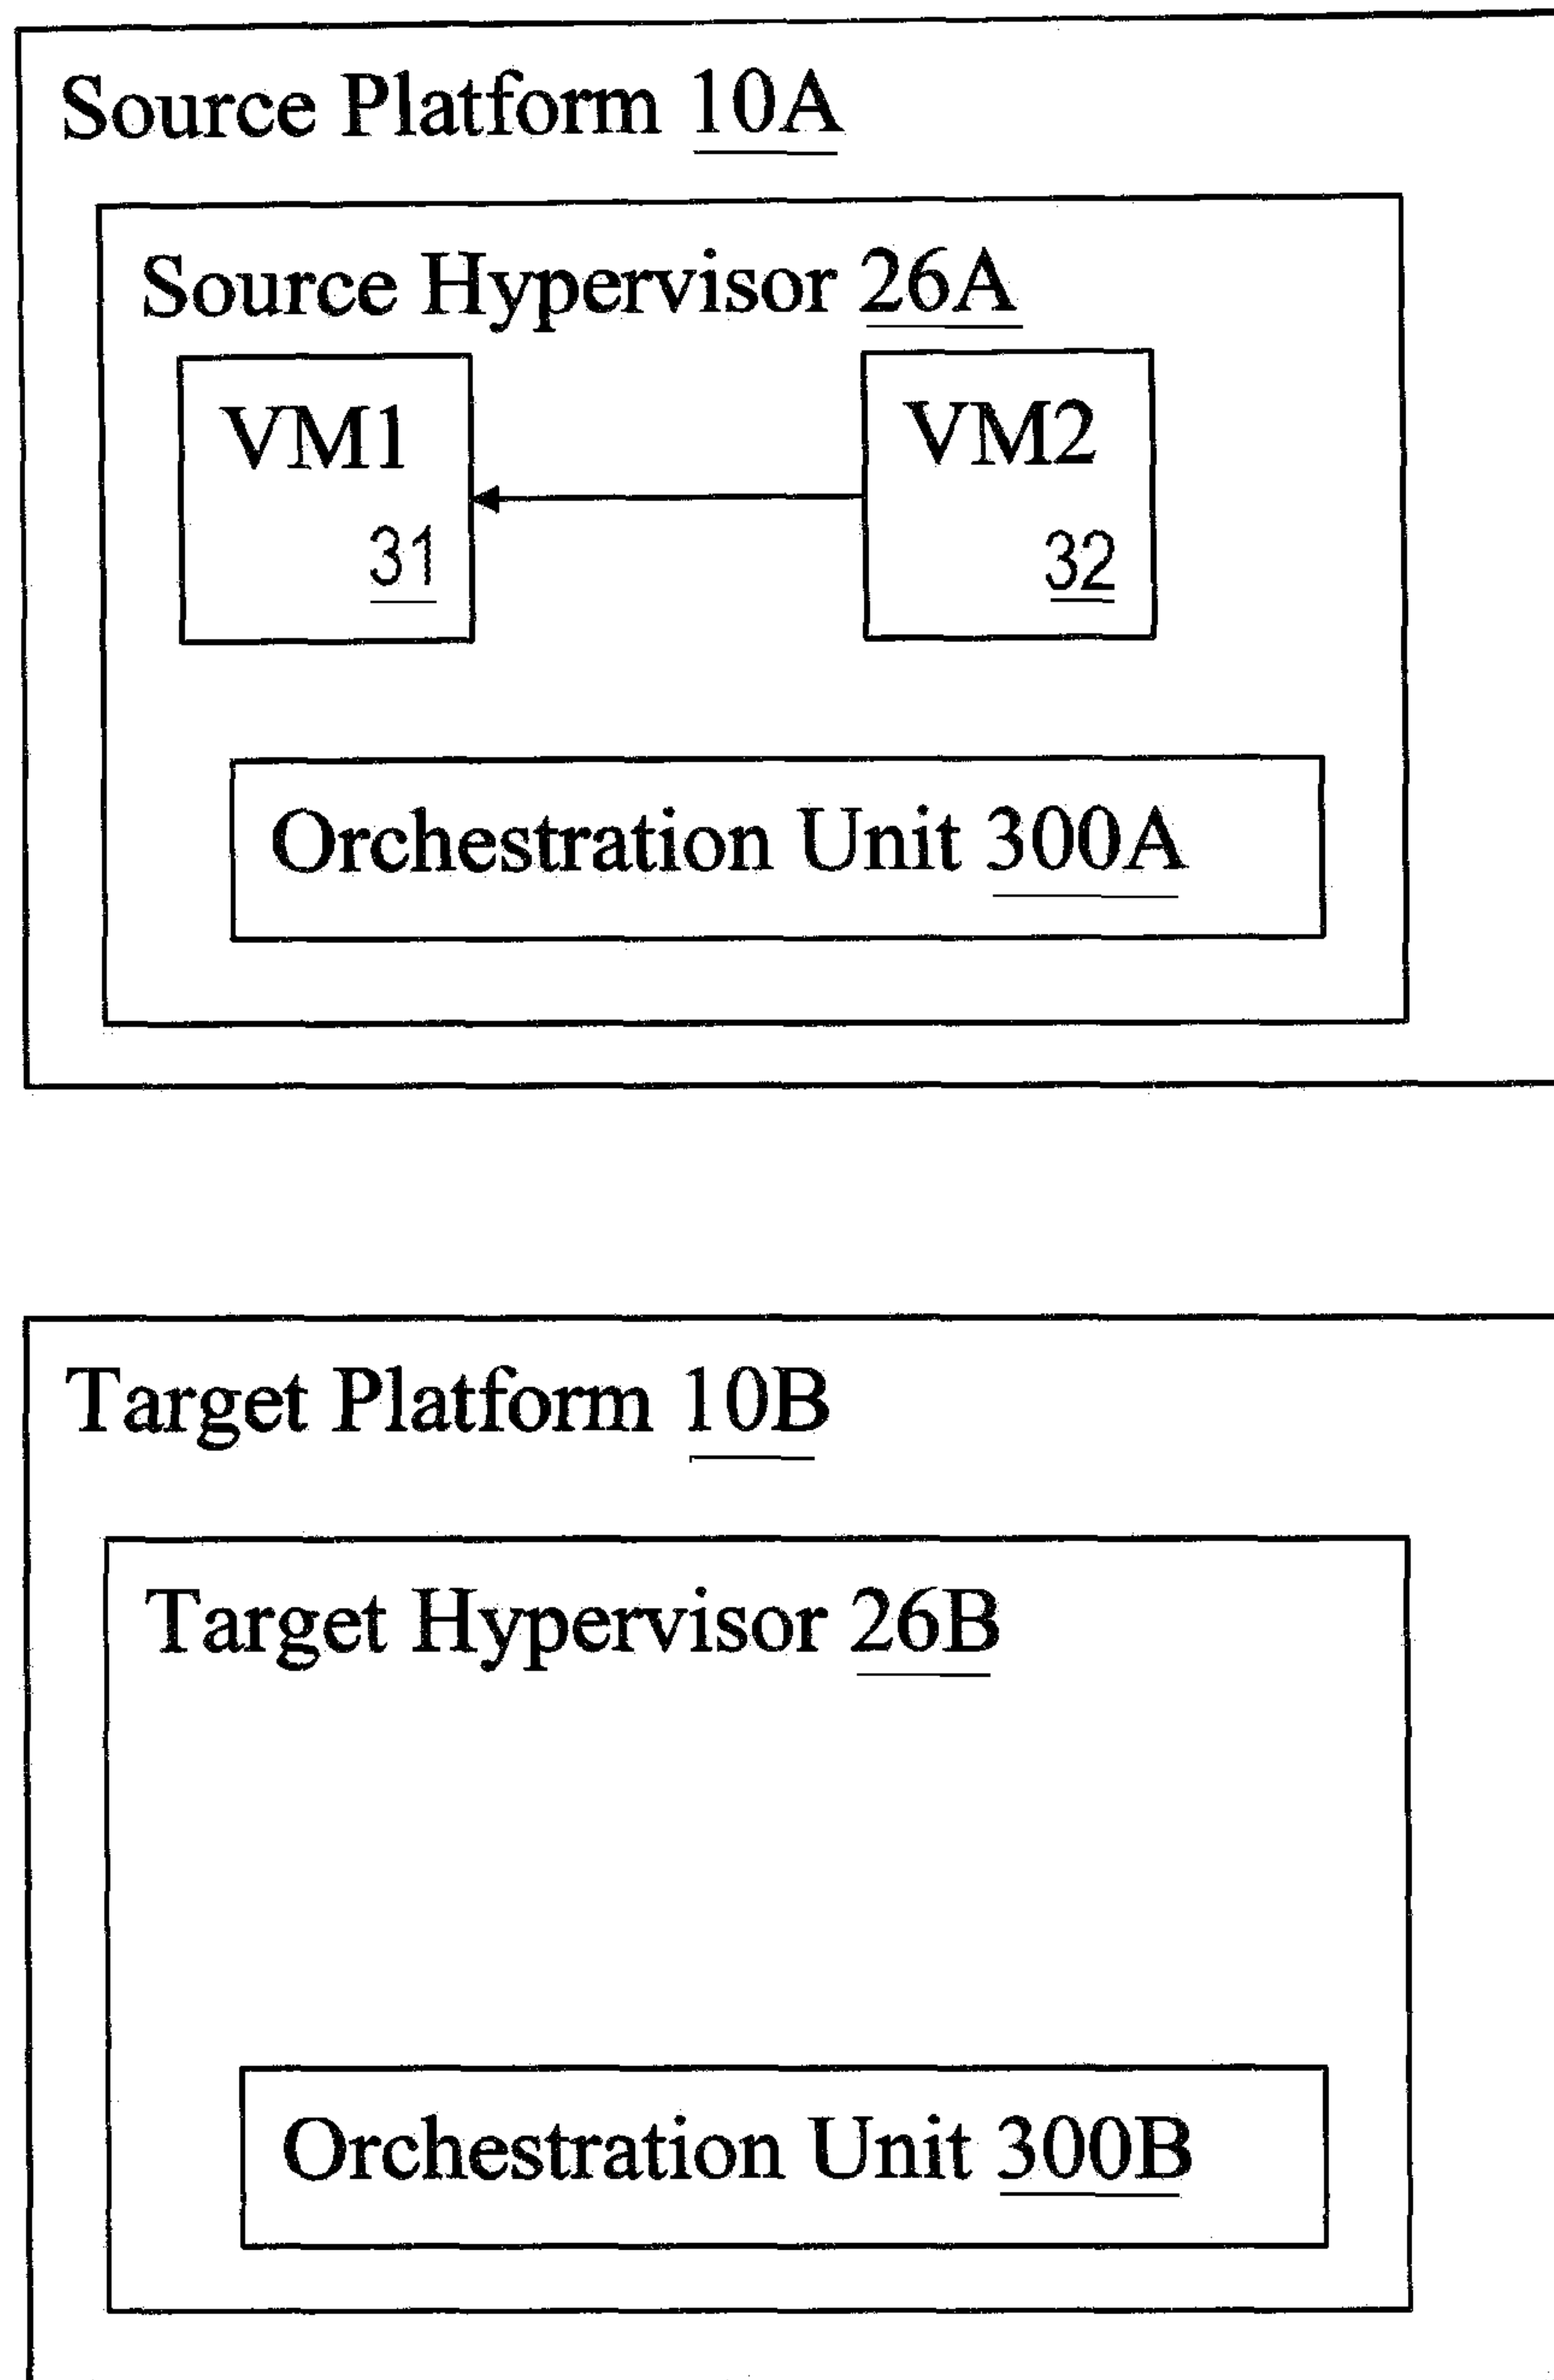 Source Platform 10A
Source Hypervisor 26A
VM1
31
VM2
32
Orchestration Unit 300A
Target Platform 10B
Target Hypervisor 26B
Orchestration Unit 300B